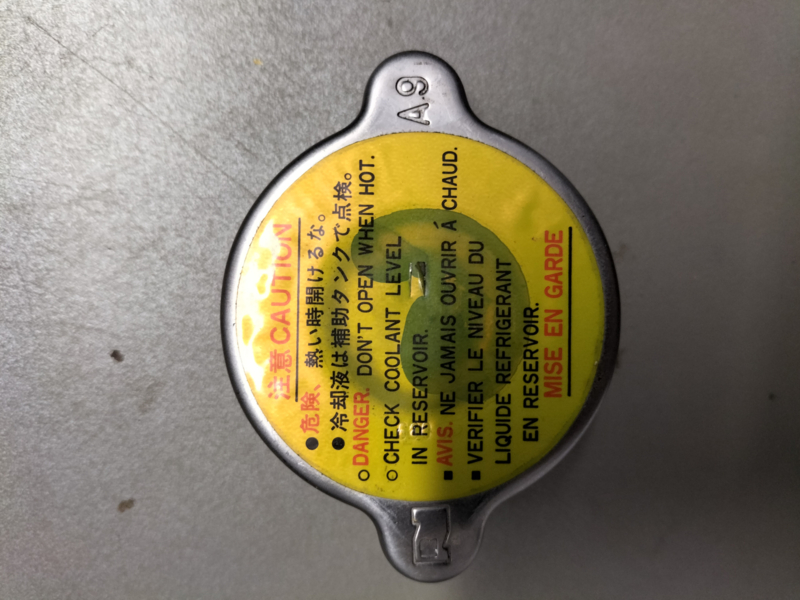 A9
注意 CAUTION
●危険、熱い時開けるな。
●冷却液は補助タンクで点検。
○DANGER. DON'T OPEN WHEN HOT.
○CHECK COOLANT LEVEL
IN RESERVOIR.
■AVIS. NE JAMAIS OUVRIR Á CHAUD.
■VERIFIER LE NIVEAU DU
LIQUIDE REFRIGERANT
EN RESERVOIR.
MISE EN GARDE